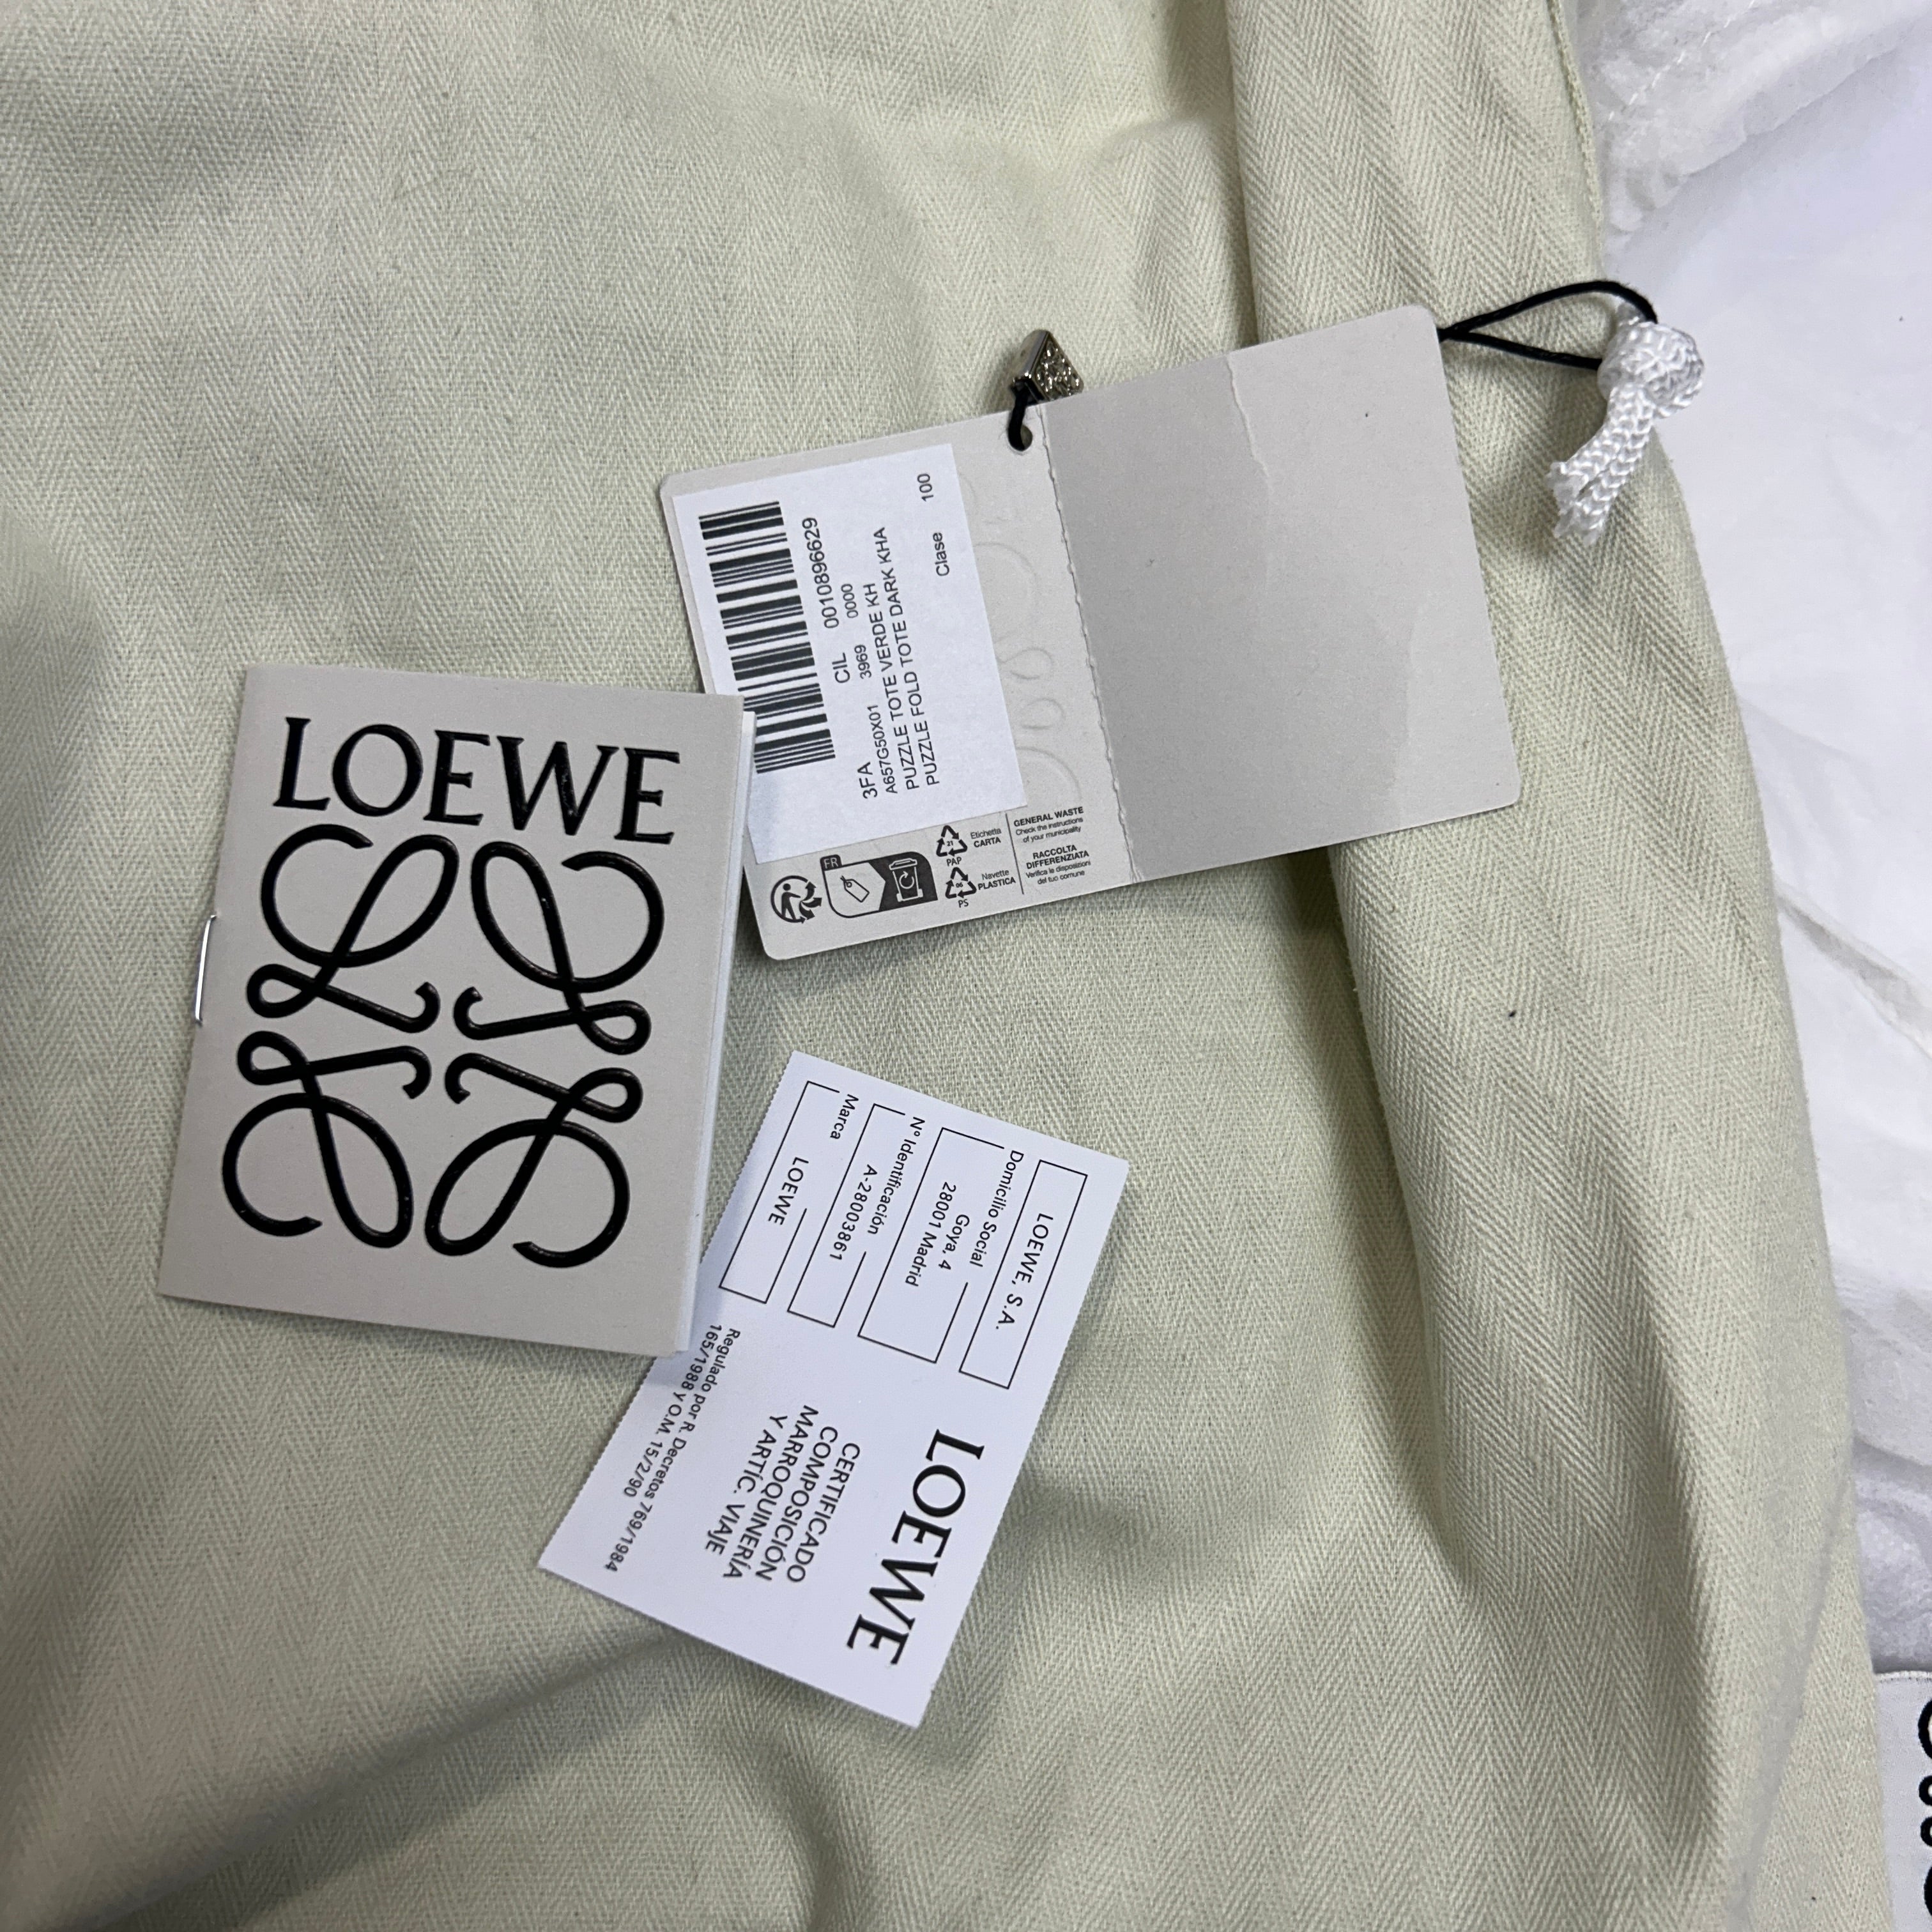 LOEWE
0010896629
3FA CIL
A657G50X01 3969 0000
PUZZLE TOTE VERDE KH
PUZZLE FOLD TOTE DARK KHA
Clase 100
FR
21
PAP
Etichetta
CARTA
06
PS
Navette
PLASTICA
GENERAL WASTE
Check the instructions
of your municipality
RACCOLTA
DIFFERENZIATA
Verifica le disposizioni
del tuo comune
LOEWE, S.A.
Domicilio Social
Goya, 4
28001 Madrid
Nº Identificación
A-28003861
Marca
LOEWE
LOEWE
CERTIFICADO
COMPOSICIÓN
MARROQUINERÍA
Y ARTÍC. VIAJE
Regulado por R. Decretos 769/1984
165/1988 Y O.M. 15/2/90